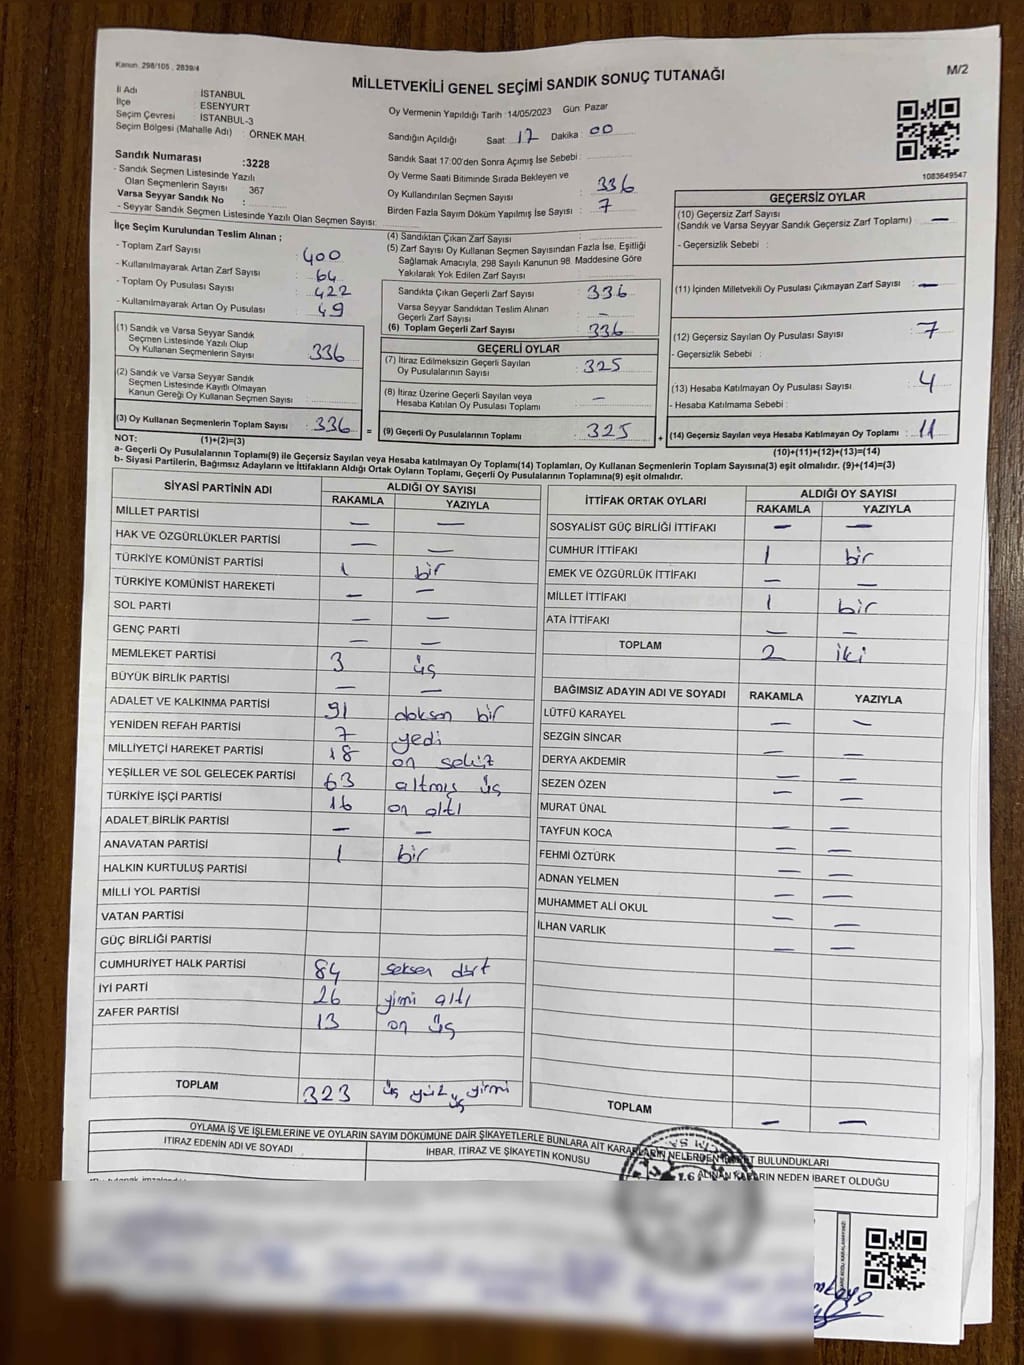 Kanun. 298/105, 2839/4
MİLLETVEKİLİ GENEL SEÇİMİ SANDIK SONUÇ TUTANAĞI
M/2
İl Adı : İSTANBUL
İlçe : ESENYURT
Seçim Çevresi : İSTANBUL-3
Seçim Bölgesi (Mahalle Adı) : ÖRNEK MAH.
Sandık Numarası :3228
- Sandık Seçmen Listesinde Yazılı
Olan Seçmenlerin Sayısı : 367
Varsa Seyyar Sandık No :
- Seyyar Sandık Seçmen Listesinde Yazılı Olan Seçmen Sayısı:
Oy Vermenin Yapıldığı Tarih : 14/05/2023 Gün: Pazar
Sandığın Açıldığı Saat 17 Dakika : 00
Sandık Saat 17:00'den Sonra Açımış İse Sebebi :
Oy Verme Saati Bitiminde Sırada Bekleyen ve
Oy Kullandırılan Seçmen Sayısı : 336
Birden Fazla Sayım Döküm Yapılmış İse Sayısı : 7
1083649547
İlçe Seçim Kurulundan Teslim Alınan ;
- Toplam Zarf Sayısı : 400
- Kullanılmayarak Artan Zarf Sayısı : 64
- Toplam Oy Pusulası Sayısı : 422
- Kullanılmayarak Artan Oy Pusulası : 49
(1) Sandık ve Varsa Seyyar Sandık
Seçmen Listesinde Yazılı Olup
Oy Kullanan Seçmenlerin Sayısı : 336
(2) Sandık ve Varsa Seyyar Sandık
Seçmen Listesinde Kayıtlı Olmayan
Kanun Gereği Oy Kullanan Seçmen Sayısı :
(3) Oy Kullanan Seçmenlerin Toplam Sayısı : 336
(4) Sandıktan Çıkan Zarf Sayısı :
(5) Zarf Sayısı Oy Kullanan Seçmen Sayısından Fazla İse, Eşitliği
Sağlamak Amacıyla, 298 Sayılı Kanunun 98. Maddesine Göre
Yakılarak Yok Edilen Zarf Sayısı :
Sandıkta Çıkan Geçerli Zarf Sayısı : 336
Varsa Seyyar Sandıktan Teslim Alınan
Geçerli Zarf Sayısı : –
(6) Toplam Geçerli Zarf Sayısı : 336
GEÇERLİ OYLAR
(7) İtiraz Edilmeksizin Geçerli Sayılan
Oy Pusulalarının Sayısı : 325
(8) İtiraz Üzerine Geçerli Sayılan veya
Hesaba Katılan Oy Pusulası Toplamı : –
= (9) Geçerli Oy Pusulalarının Toplamı : 325 +
GEÇERSİZ OYLAR
(10) Geçersiz Zarf Sayısı
(Sandık ve Varsa Seyyar Sandık Geçersiz Zarf Toplamı) : –
- Geçersizlik Sebebi :
(11) İçinden Milletvekili Oy Pusulası Çıkmayan Zarf Sayısı : –
(12) Geçersiz Sayılan Oy Pusulası Sayısı : 7
- Geçersizlik Sebebi :
(13) Hesaba Katılmayan Oy Pusulası Sayısı : 4
- Hesaba Katılmama Sebebi :
(14) Geçersiz Sayılan veya Hesaba Katılmayan Oy Toplamı : 11
NOT: (1)+(2)=(3)
(10)+(11)+(12)+(13)=(14)
a- Geçerli Oy Pusulalarının Toplamı(9) ile Geçersiz Sayılan veya Hesaba katılmayan Oy Toplamı(14) Toplamları, Oy Kullanan Seçmenlerin Toplam Sayısına(3) eşit olmalıdır. (9)+(14)=(3)
b- Siyasi Partilerin, Bağımsız Adayların ve İttifakların Aldığı Ortak Oyların Toplamı, Geçerli Oy Pusulalarının Toplamına(9) eşit olmalıdır.
SİYASİ PARTİNİN ADI ALDIĞI OY SAYISI
RAKAMLA YAZIYLA
MİLLET PARTİSİ – –
HAK VE ÖZGÜRLÜKLER PARTİSİ – –
TÜRKİYE KOMÜNİST PARTİSİ 1 bir
TÜRKİYE KOMÜNİST HAREKETİ – –
SOL PARTİ – –
GENÇ PARTİ – –
MEMLEKET PARTİSİ 3 üç
BÜYÜK BİRLİK PARTİSİ – –
ADALET VE KALKINMA PARTİSİ 91 doksan bir
YENİDEN REFAH PARTİSİ 7 yedi
MİLLİYETÇİ HAREKET PARTİSİ 18 on sekiz
YEŞİLLER VE SOL GELECEK PARTİSİ 63 altmış üç
TÜRKİYE İŞÇİ PARTİSİ 16 on altı
ADALET BİRLİK PARTİSİ – –
ANAVATAN PARTİSİ 1 bir
HALKIN KURTULUŞ PARTİSİ
MİLLİ YOL PARTİSİ
VATAN PARTİSİ
GÜÇ BİRLİĞİ PARTİSİ
CUMHURİYET HALK PARTİSİ 84 seksen dört
İYİ PARTİ 26 yirmi altı
ZAFER PARTİSİ 13 on üç
TOPLAM 323 üç yüz yirmi üç
İTTİFAK ORTAK OYLARI ALDIĞI OY SAYISI
RAKAMLA YAZIYLA
SOSYALİST GÜÇ BİRLİĞİ İTTİFAKI – –
CUMHUR İTTİFAKI 1 bir
EMEK VE ÖZGÜRLÜK İTTİFAKI – –
MİLLET İTTİFAKI 1 bir
ATA İTTİFAKI – –
TOPLAM 2 iki
BAĞIMSIZ ADAYIN ADI VE SOYADI RAKAMLA YAZIYLA
LÜTFÜ KARAYEL – –
SEZGİN SİNCAR – –
DERYA AKDEMİR – –
SEZEN ÖZEN – –
MURAT ÜNAL – –
TAYFUN KOCA – –
FEHMİ ÖZTÜRK – –
ADNAN YELMEN – –
MUHAMMET ALİ OKUL – –
İLHAN VARLIK – –
TOPLAM – –
OYLAMA İŞ VE İŞLEMLERİNE VE OYLARIN SAYIM DÖKÜMÜNE DAİR ŞİKAYETLERLE BUNLARA AİT KARARLARIN NELERDEN İBARET BULUNDUKLARI
İTİRAZ EDENİN ADI VE SOYADI
İHBAR, İTİRAZ VE ŞİKAYETİN KONUSU
ALINAN KARARIN NEDEN İBARET OLDUĞU